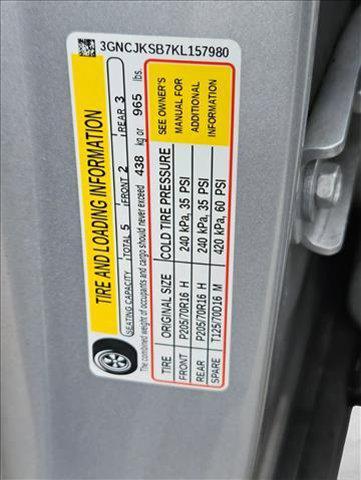 3GNCJKSB7KL157980
TIRE AND LOADING INFORMATION
SEATING CAPACITY TOTAL 5 FRONT 2 REAR 3
The combined weight of occupants and cargo should never exceed 438 kg or 965 lbs.
TIRE ORIGINAL SIZE COLD TIRE PRESSURE
FRONT P205/70R16 H 240 kPa, 35 PSI
REAR P205/70R16 H 240 kPa, 35 PSI
SPARE T125/70D16 M 420 kPa, 60 PSI
SEE OWNER'S
MANUAL FOR
ADDITIONAL
INFORMATION